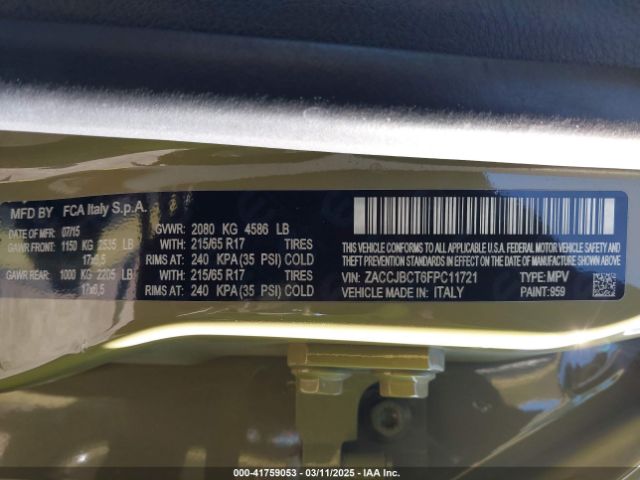 MFD BY FCA Italy S.p.A.
DATE OF MFR: 07/15 GVWR: 2080 KG 4586 LB
GAWR FRONT: 1150 KG 2535 LB WITH: 215/65 R17 TIRES
17x6,5 RIMS AT: 240 KPA (35 PSI) COLD
GAWR REAR: 1000 KG 2205 LB WITH: 215/65 R17 TIRES
17x6,5 RIMS AT: 240 KPA (35 PSI) COLD
THIS VEHICLE CONFORMS TO ALL APPLICABLE FEDERAL
MOTOR VEHICLE SAFETY, BUMPER, AND
THEFT PREVENTION STANDARDS IN EFFECT ON THE
DATE OF MANUFACTURE SHOWN ABOVE
VIN: ZACCJBCT6FPC11721 TYPE: MPV
VEHICLE MADE IN: ITALY PAINT: 959
000-41759053 - 03/11/2025 - IAA Inc.